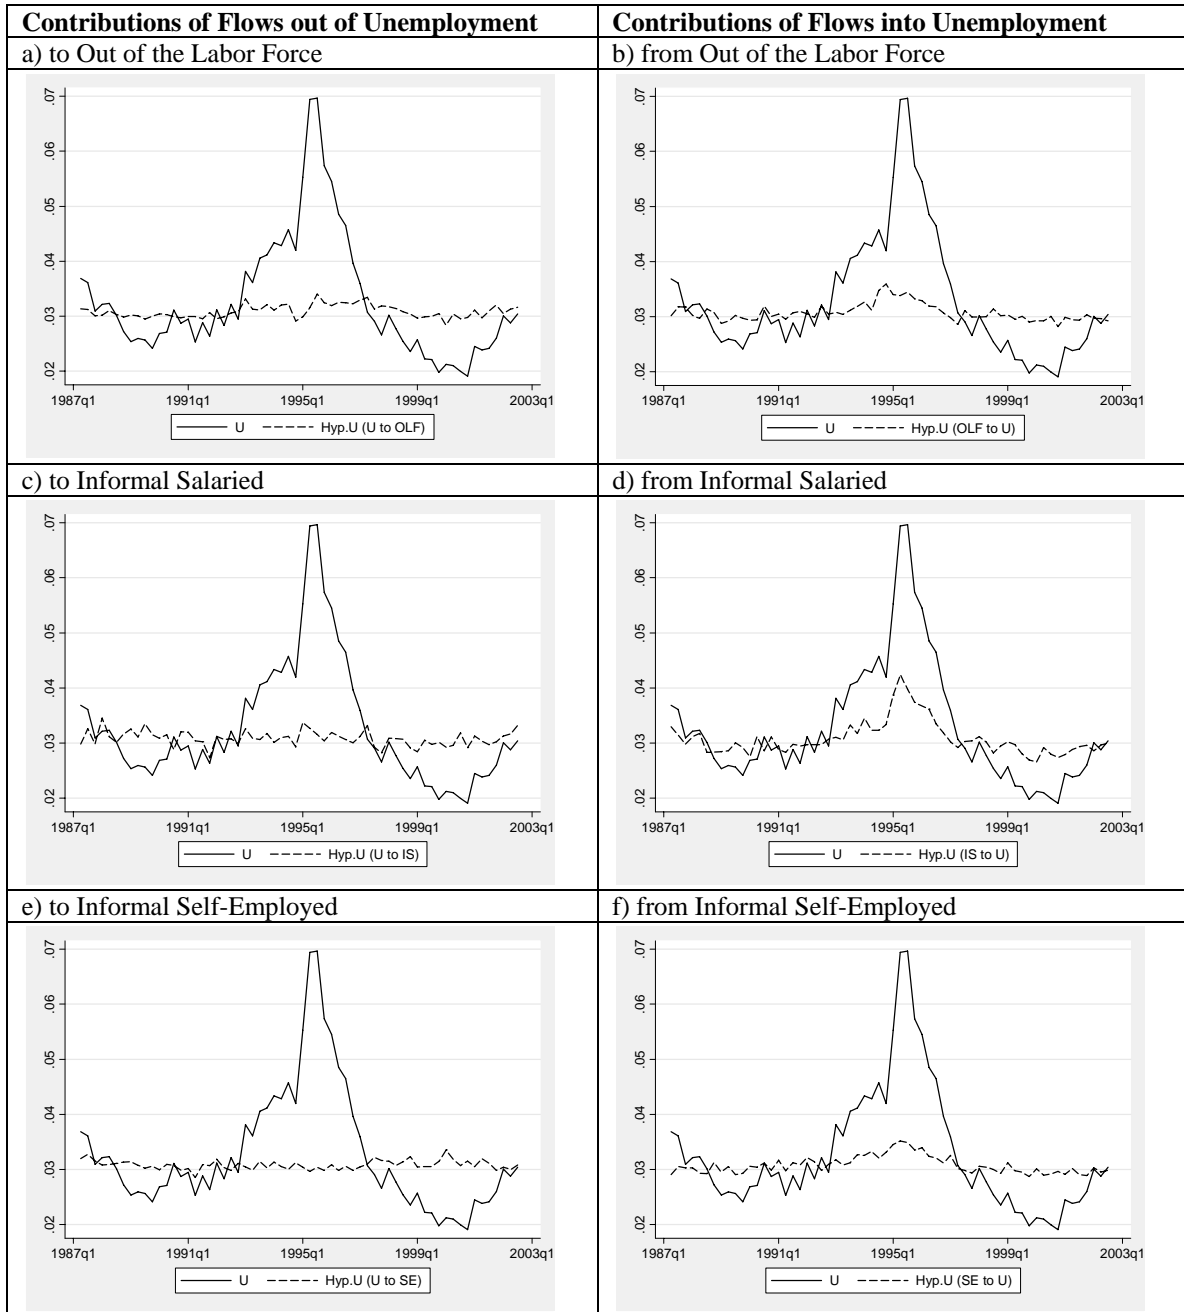 Contributions of Flows out of Unemployment
Contributions of Flows into Unemployment
a) to Out of the Labor Force
b) from Out of the Labor Force
.07
.06
.05
.04
.03
.02
1987q1 1991q1 1995q1 1999q1 2003q1
U Hyp.U (U to OLF)
.07
.06
.05
.04
.03
.02
1987q1 1991q1 1995q1 1999q1 2003q1
U Hyp.U (OLF to U)
c) to Informal Salaried
d) from Informal Salaried
.07
.06
.05
.04
.03
.02
1987q1 1991q1 1995q1 1999q1 2003q1
U Hyp.U (U to IS)
.07
.06
.05
.04
.03
.02
1987q1 1991q1 1995q1 1999q1 2003q1
U Hyp.U (IS to U)
e) to Informal Self-Employed
f) from Informal Self-Employed
.07
.06
.05
.04
.03
.02
1987q1 1991q1 1995q1 1999q1 2003q1
U Hyp.U (U to SE)
.07
.06
.05
.04
.03
.02
1987q1 1991q1 1995q1 1999q1 2003q1
U Hyp.U (SE to U)